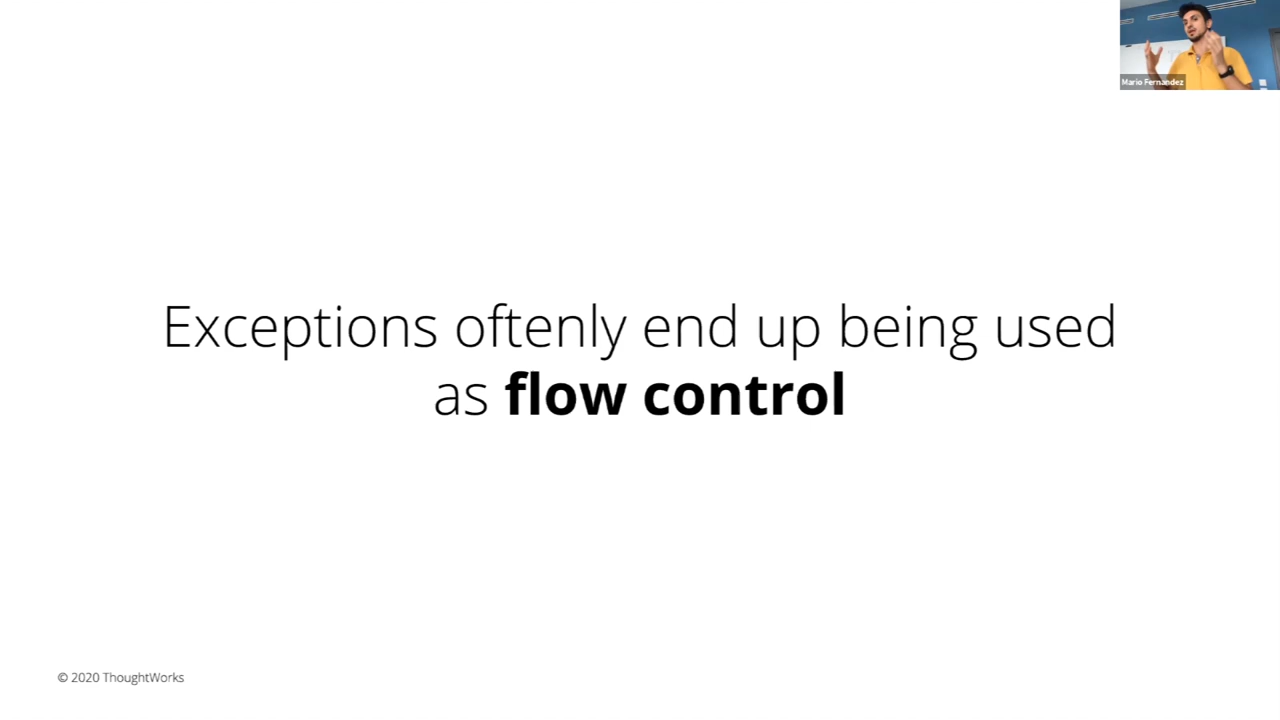 Mario Fernandez
Exceptions oftenly end up being used
as flow control
© 2020 ThoughtWorks